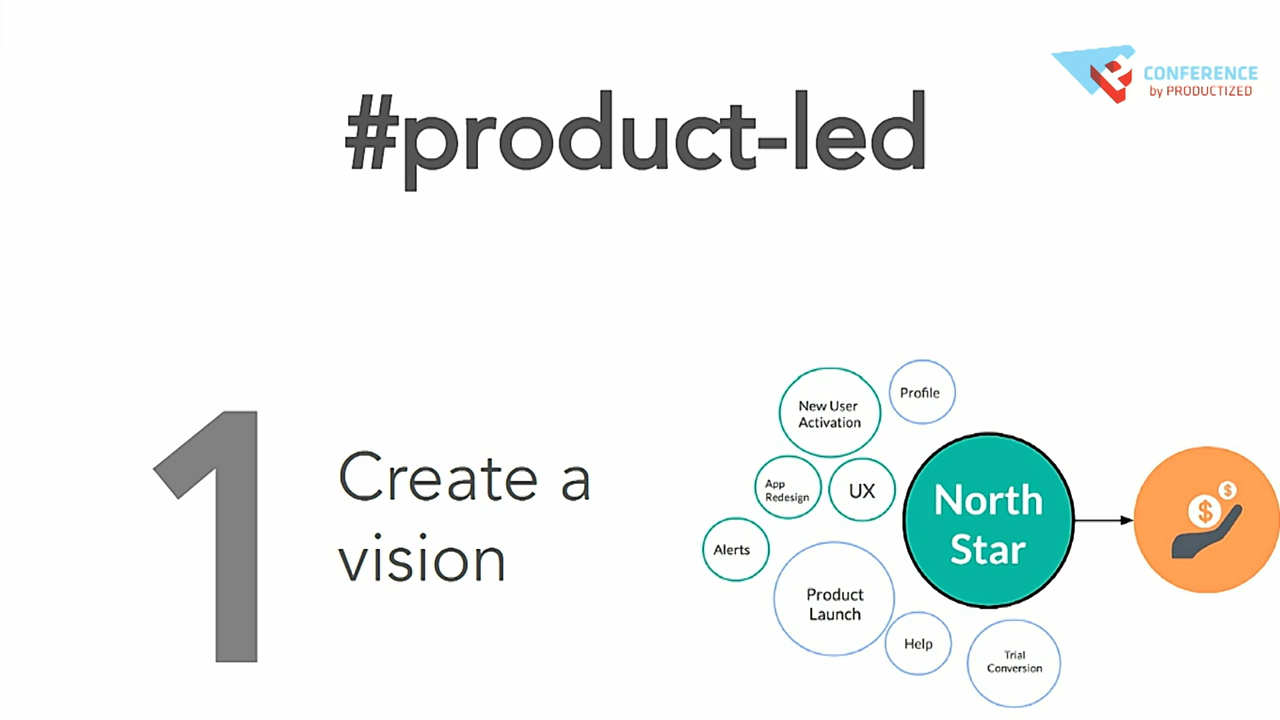 CONFERENCE
by PRODUCTIZED
#product-led
1
Create a
vision
New User
Activation
Profile
App
Redesign
UX
North
Star
$
$
Alerts
Product
Launch
Help
Trial
Conversion